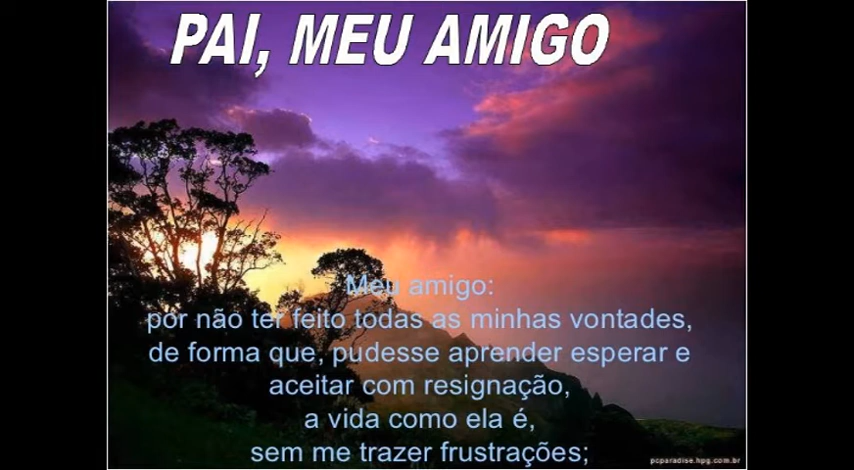 PAI, MEU AMIGO
Meu amigo:
por não ter feito todas as minhas vontades,
de forma que, pudesse aprender esperar e
aceitar com resignação,
a vida como ela é,
sem me trazer frustrações;
pcparadise.hpg.com.br